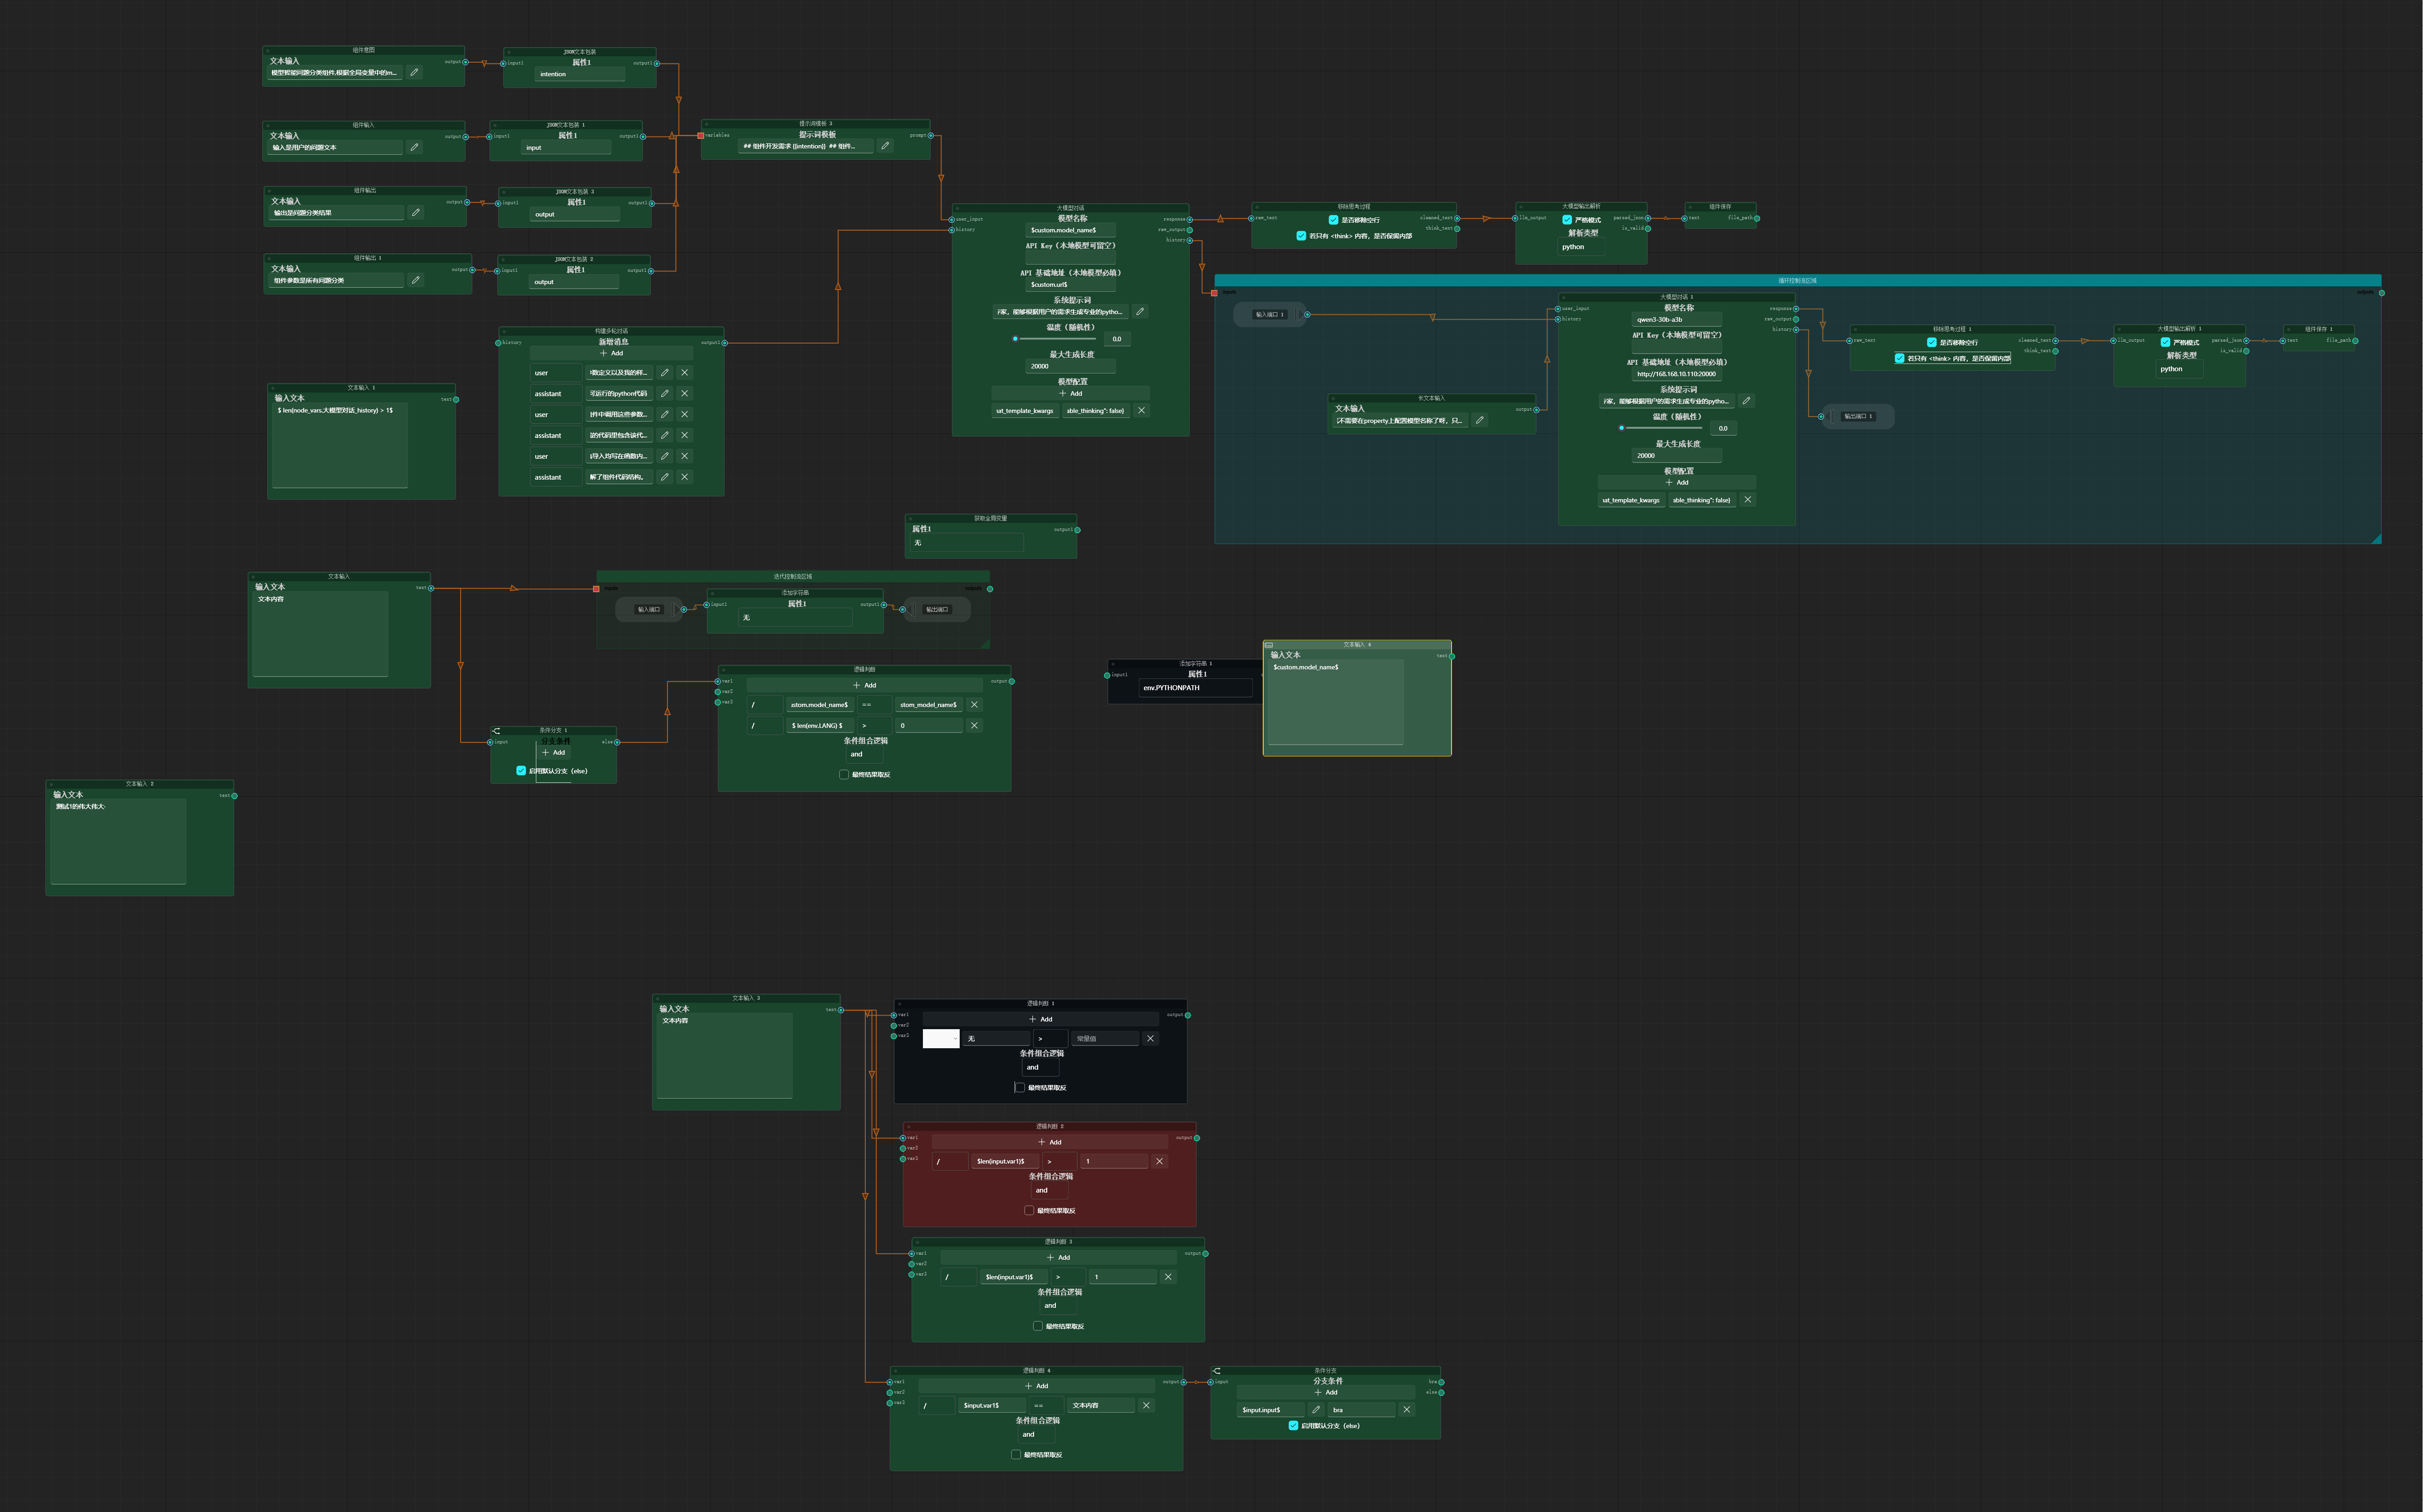 组件意图
文本输入
output
模型智能问题分类组件,根据全局变量中的m...
JSON文本包装
input1
属性1
output1
intention
组件输入
文本输入
output
输入是用户的问题文本
JSON文本包装 1
input1
属性1
output1
input
提示词模板 3
variables
提示词模板
prompt
## 组件开发需求 {{intention}} ## 组件...
组件输出
文本输入
output
输出是问题分类结果
JSON文本包装 3
input1
属性1
output1
output
组件输出 1
文本输入
output
组件参数是所有问题分类
JSON文本包装 2
input1
属性1
output1
output
大模型对话
user_input
history
模型名称
response
raw_output
history
$custom.model_name$
API Key（本地模型可留空）
API 基础地址（本地模型必填）
$custom.url$
系统提示词
家，能够根据用户的需求生成专业的pytho...
温度（随机性）
0.0
最大生成长度
20000
模型配置
Add
ıat_template_kwargs
able_thinking": false}
移除思考过程
raw_text
是否移除空行
cleaned_text
think_text
若只有 <think> 内容，是否保留内部
大模型输出解析
llm_output
严格模式
parsed_json
is_valid
解析类型
python
组件保存
text
file_path
循环控制流区域
inputs
outputs
输入端口 1
大模型对话 1
user_input
history
模型名称
response
raw_output
history
qwen3-30b-a3b
API Key（本地模型可留空）
API 基础地址（本地模型必填）
http://168.168.10.110:20000
系统提示词
家，能够根据用户的需求生成专业的pytho...
温度（随机性）
0.0
最大生成长度
20000
模型配置
Add
ıat_template_kwargs
able_thinking": false}
长文本输入
文本输入
output
不需要在property上配置模型名称了呀，只...
移除思考过程 1
raw_text
是否移除空行
cleaned_text
think_text
若只有 <think> 内容，是否保留内部
大模型输出解析 1
llm_output
严格模式
parsed_json
is_valid
解析类型
python
组件保存 1
text
file_path
输出端口 1
构建多轮对话
history
新增消息
output1
Add
user
数定义以及我的样...
assistant
可运行的python代码
user
件中调用这些参数...
assistant
的代码里包含该代...
user
导入均写在函数内...
assistant
解了组件代码结构。
文本输入 1
输入文本
text
$ len(node_vars.大模型对话_history) > 1$
获取全局变量
属性1
output1
无
文本输入
输入文本
text
文本内容
迭代控制流区域
inputs
outputs
输入端口
添加字符串
input1
属性1
output1
无
输出端口
逻辑判断
var1
var2
var3
Add
output
/
ıstom.model_name$
==
stom_model_name$
/
$ len(env.LANG) $
>
0
条件组合逻辑
and
最终结果取反
条件分支 1
input
分支条件
else
Add
启用默认分支（else）
添加字符串 1
input1
属性1
env.PYTHONPATH
文本输入 4
输入文本
text
$custom.model_name$
文本输入 2
输入文本
text
测试1的伟大伟大·
文本输入 3
输入文本
text
文本内容
逻辑判断 1
var1
var2
var3
Add
output
无
>
常量值
条件组合逻辑
and
最终结果取反
逻辑判断 2
var1
var2
var3
Add
output
/
$len(input.var1)$
>
1
条件组合逻辑
and
最终结果取反
逻辑判断 3
var1
var2
var3
Add
output
/
$len(input.var1)$
>
1
条件组合逻辑
and
最终结果取反
逻辑判断 4
var1
var2
var3
Add
output
/
$input.var1$
==
文本内容
条件组合逻辑
and
最终结果取反
条件分支
input
分支条件
bra
else
Add
$input.input$
bra
启用默认分支（else）